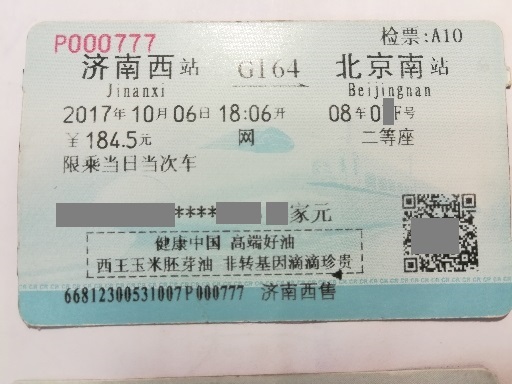 P000777 检票:A10
济南西站 G164 北京南站
Jinanxi Beijingnan
2017年10月06日 18:06开 08车0 F号
￥184.5元 网 二等座
限乘当日当次车
**** 家元
健康中国 高端好油
西王玉米胚芽油 非转基因滴滴珍贵
66812300531007P000777 济南西售